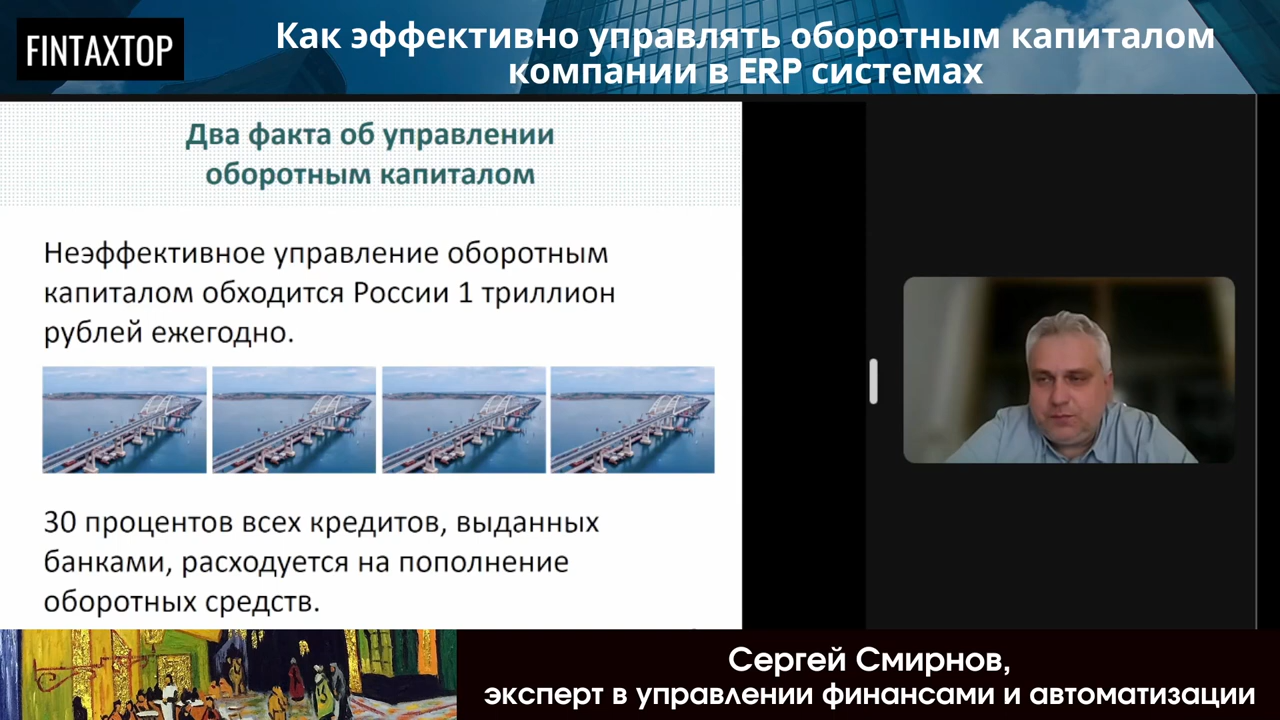 FINTAXTOP
Как эффективно управлять оборотным капиталом
компании в ERP системах
Два факта об управлении
оборотным капиталом
Неэффективное управление оборотным
капиталом обходится России 1 триллион
рублей ежегодно.
30 процентов всех кредитов, выданных
банками, расходуется на пополнение
оборотных средств.
Сергей Смирнов,
эксперт в управлении финансами и автоматизации